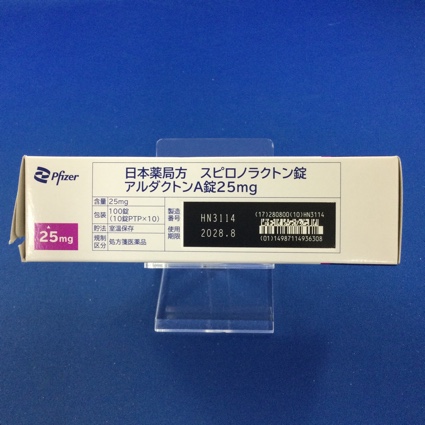 Pfizer
日本薬局方 スピロノラクトン錠
アルダクトンA錠25mg
含量 25mg
包装 100錠
(10錠PTP×10)
貯法 室温保存
規制区分 処方箋医薬品
製造番号 HN3114
使用期限 2028.8
(17)280800(10)HN3114
(01)14987114936308
25mg